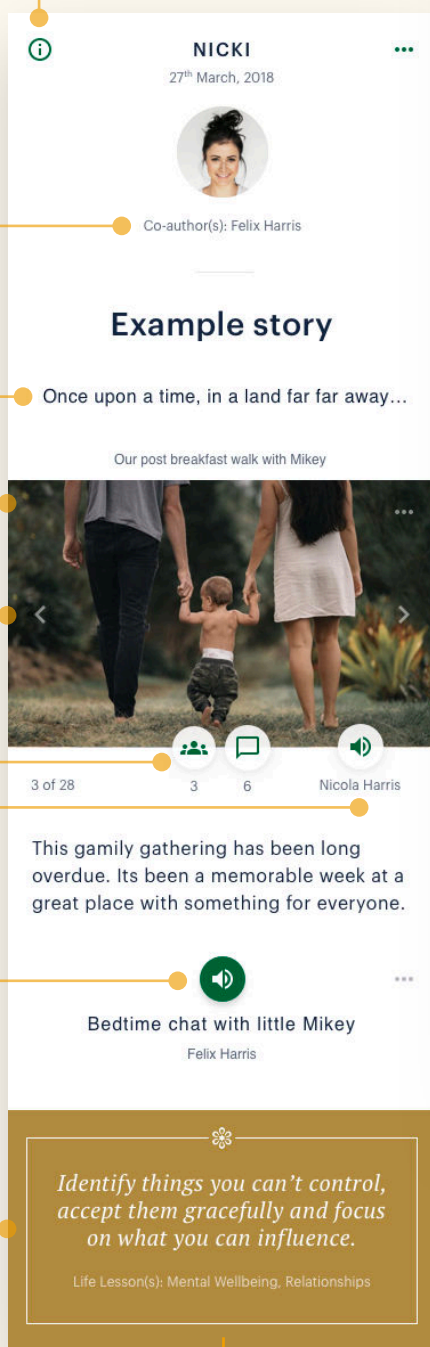 NICKI
27th March, 2018
Co-author(s): Felix Harris
Example story
Once upon a time, in a land far far away...
Our post breakfast walk with Mikey
3 of 28
3
6
Nicola Harris
This gamily gathering has been long
overdue. Its been a memorable week at a
great place with something for everyone.
Bedtime chat with little Mikey
Felix Harris
Identify things you can’t control,
accept them gracefully and focus
on what you can influence.
Life Lesson(s): Mental Wellbeing, Relationships